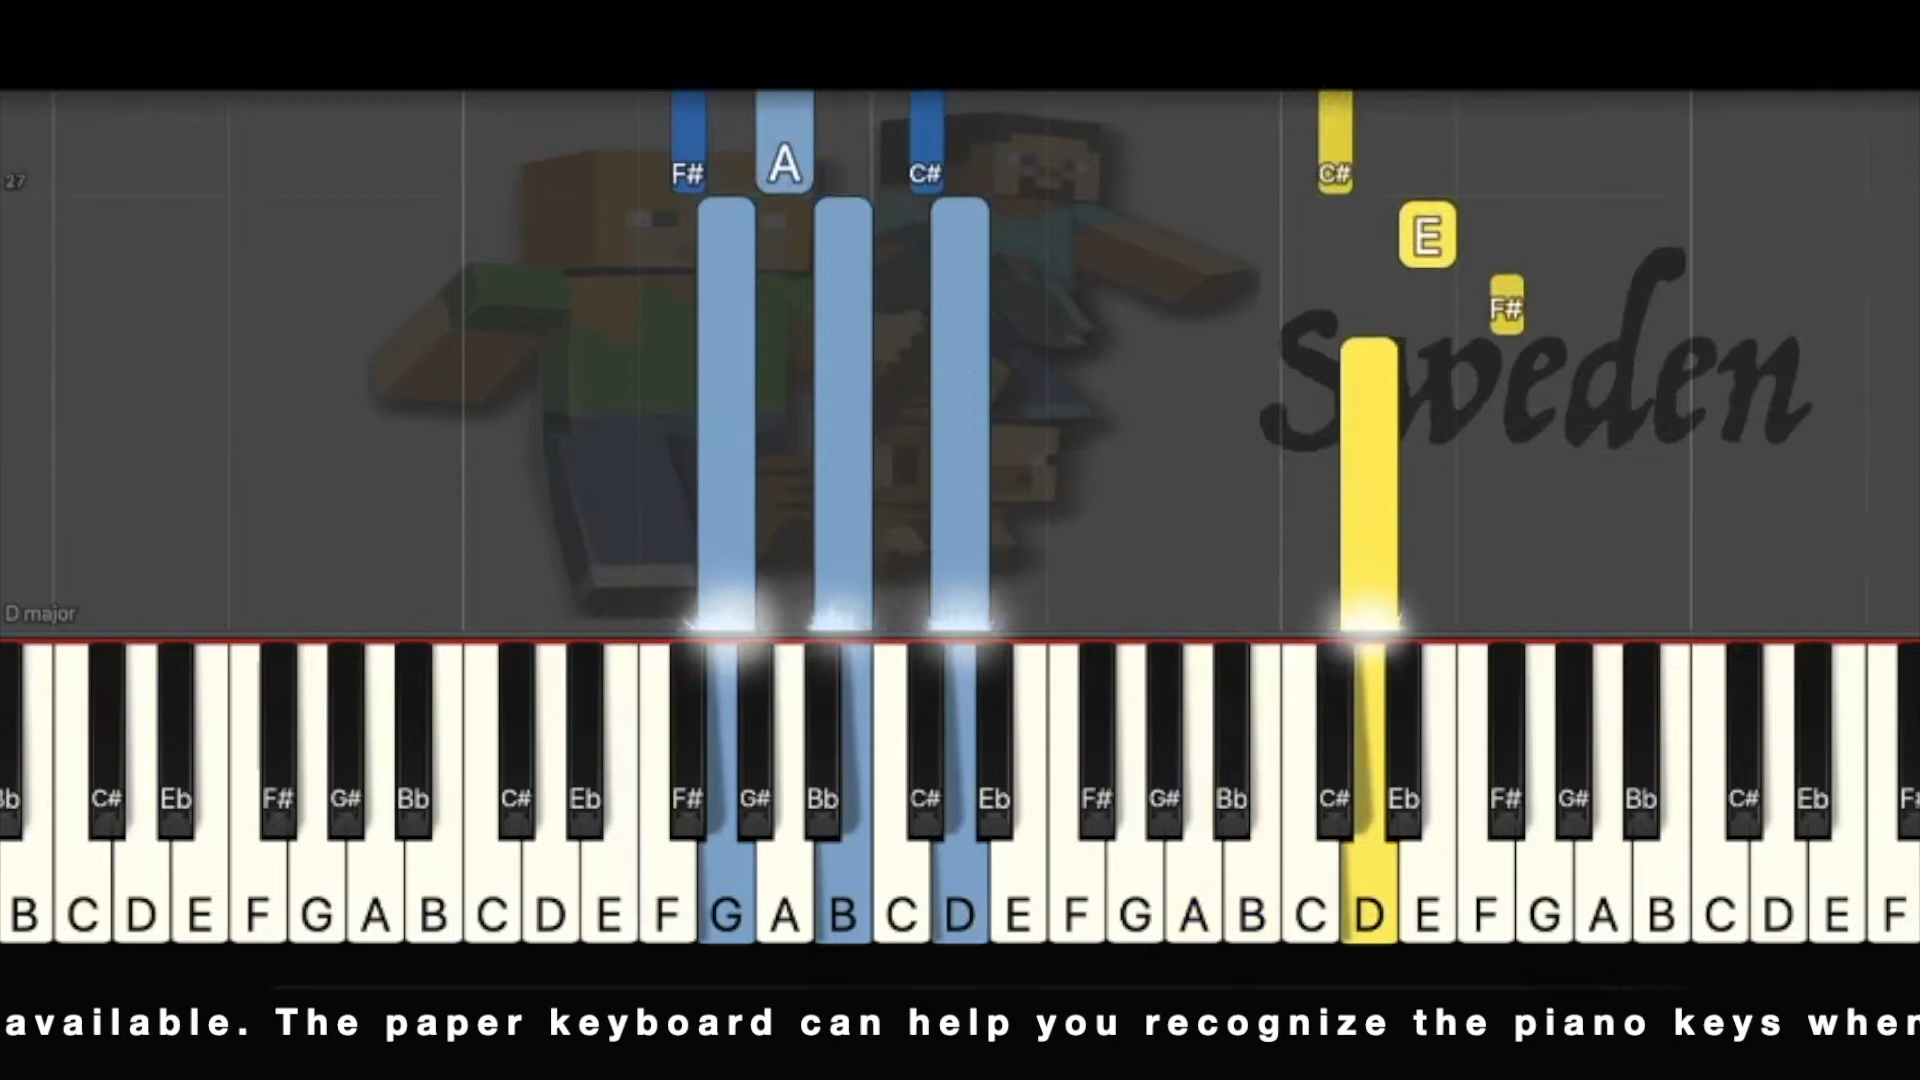 F# A C# C#
27
E
F#
Sweden
D major
Bb C# Eb F# G# Bb C# Eb F# G# Bb C# Eb F# G# Bb C# Eb F# G# Bb C# Eb
B C D E F G A B C D E F G A B C D E F G A B C D E F G A B C D E F
available. The paper keyboard can help you recognize the piano keys when